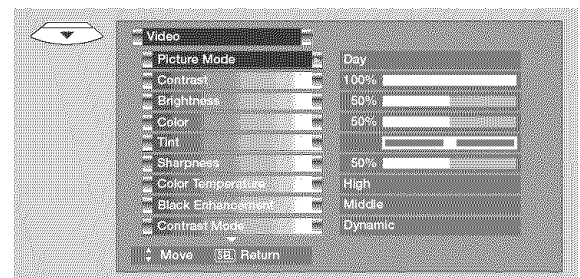 Video
Picture Mode Day
Contrast 100%
Brightness 50%
Color 50%
Tint
Sharpness 50%
Color Temperature High
Black Enhancement Middle
Contrast Mode Dynamic
Move SEL Return